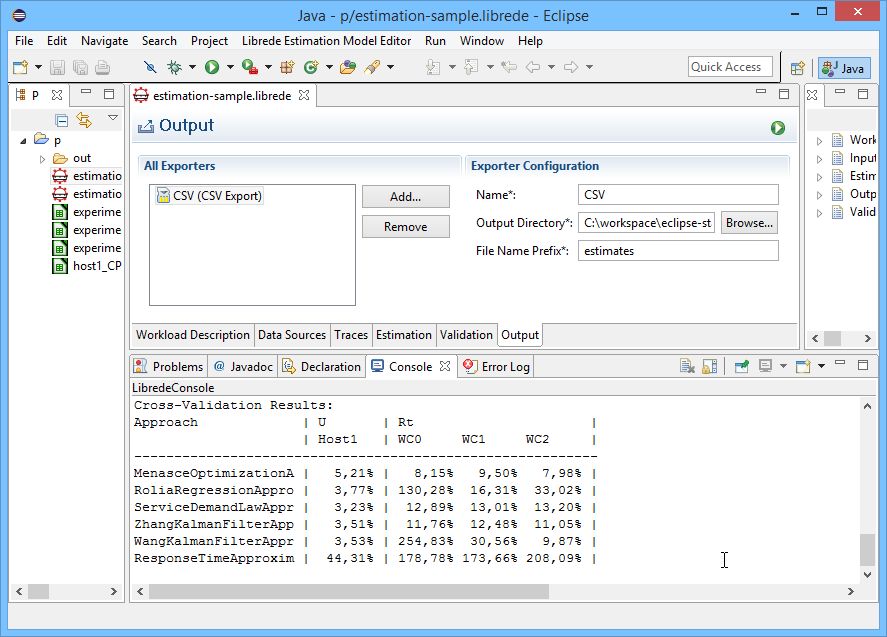 Java - p/estimation-sample.librede - Eclipse
File Edit Navigate Search Project Librede Estimation Model Editor Run Window Help
Quick Access
Java
P
estimation-sample.librede
p
out
estimatio
estimatio
experime
experime
experime
host1_CP
Output
All Exporters
CSV (CSV Export)
Add...
Remove
Exporter Configuration
Name*: CSV
Output Directory*: C:\workspace\eclipse-st Browse...
File Name Prefix*: estimates
Work
Input
Estim
Outp
Valid
Workload Description Data Sources Traces Estimation Validation Output
Problems @ Javadoc Declaration Console Error Log
LibredeConsole
Cross-Validation Results:
Approach | U | Rt |
| Host1 | WC0 WC1 WC2 |
----------------------------------------------------------
MenasceOptimizationA | 5,21% | 8,15% 9,50% 7,98% |
RoliaRegressionAppro | 3,77% | 130,28% 16,31% 33,02% |
ServiceDemandLawAppr | 3,23% | 12,89% 13,01% 13,20% |
ZhangKalmanFilterApp | 3,51% | 11,76% 12,48% 11,05% |
WangKalmanFilterAppr | 3,53% | 254,83% 30,56% 9,87% |
ResponseTimeApproxim | 44,31% | 178,78% 173,66% 208,09% |